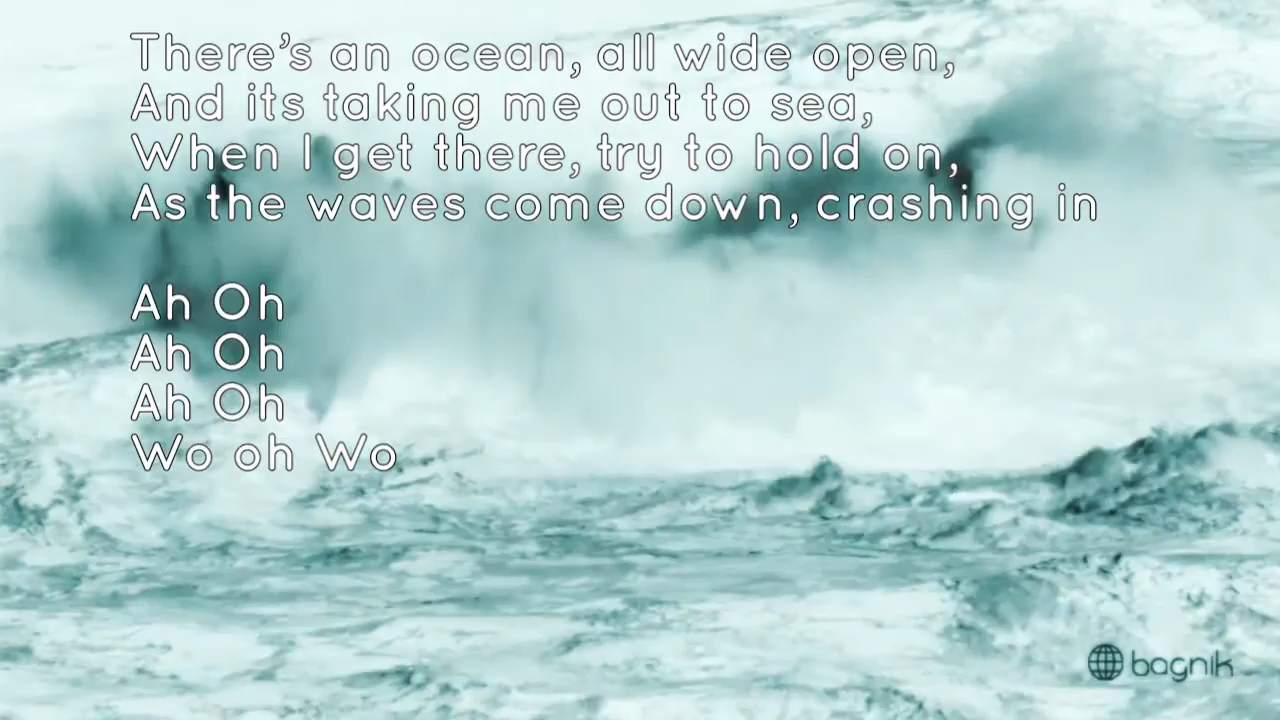 There's an ocean, all wide open,
And its taking me out to sea,
When I get there, try to hold on,
As the waves come down, crashing in
Ah Oh
Ah Oh
Ah Oh
Wo oh Wo
bagnik